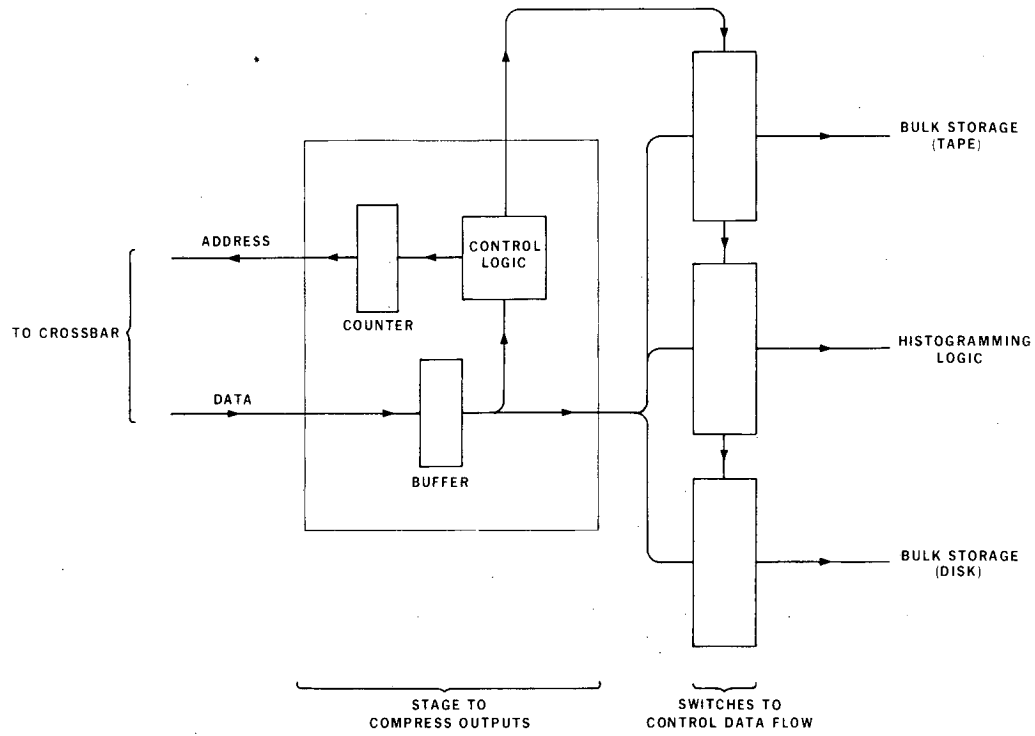 BULK STORAGE
(TAPE)
ADDRESS
CONTROL
LOGIC
COUNTER
TO CROSSBAR
HISTOGRAMMING
LOGIC
DATA
BUFFER
BULK STORAGE
(DISK)
STAGE TO
COMPRESS OUTPUTS
SWITCHES TO
CONTROL DATA FLOW